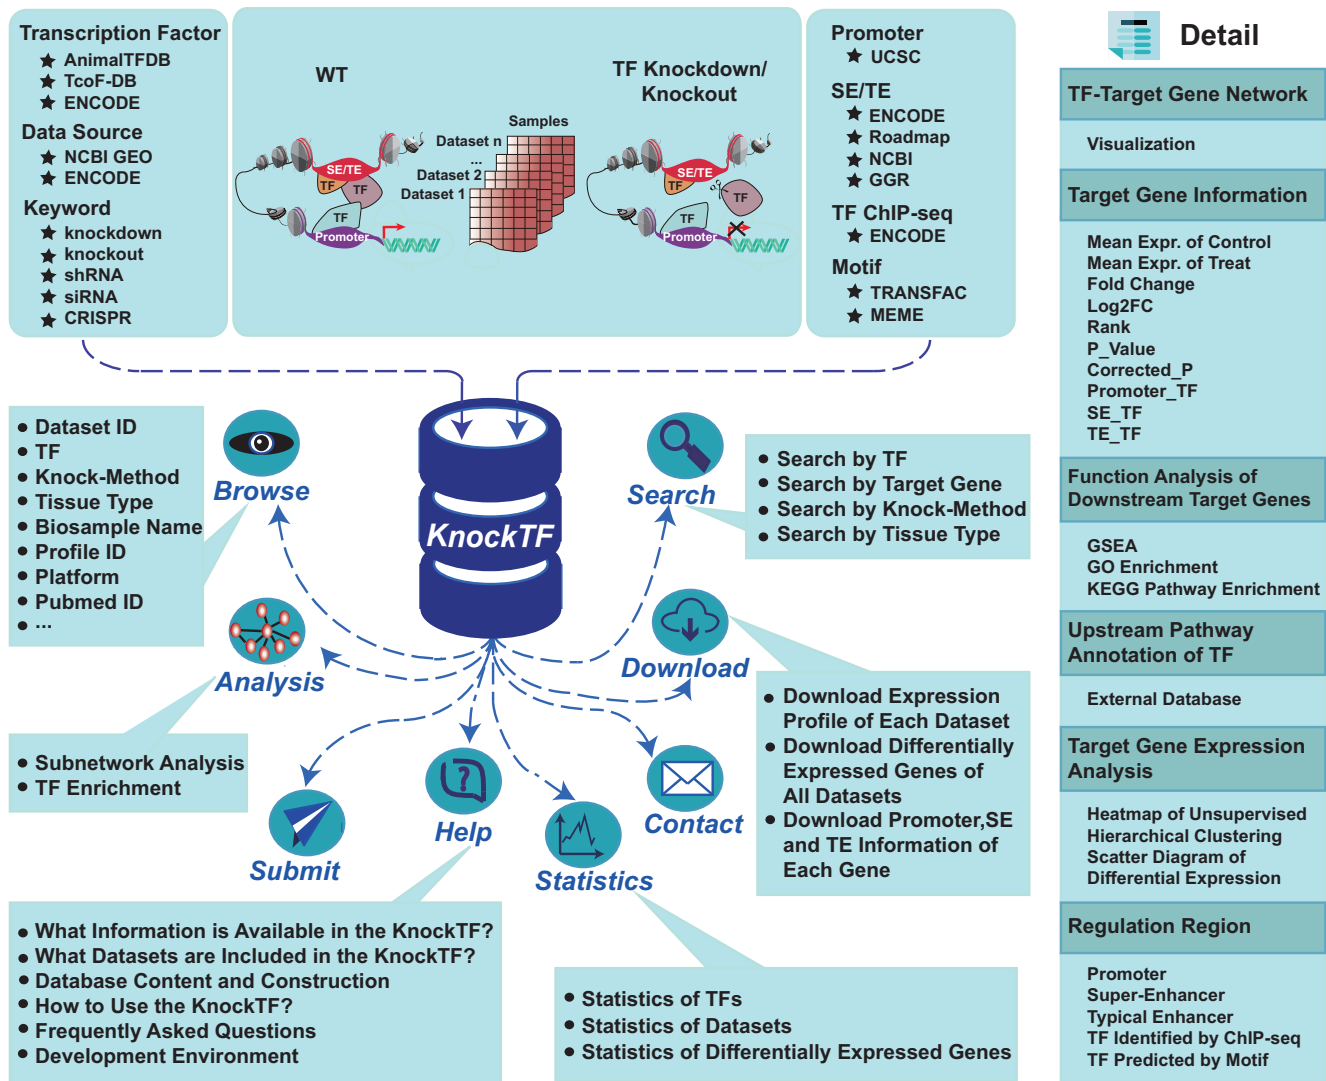 Transcription Factor
★ AnimalTFDB
★ TcoF-DB
★ ENCODE
Data Source
★ NCBI GEO
★ ENCODE
Keyword
★ knockdown
★ knockout
★ shRNA
★ siRNA
★ CRISPR
WT
SE/TE
TF
TF
TF
Promoter
Samples
Dataset n
...
Dataset 2
Dataset 1
TF Knockdown/
Knockout
SE/TE
TF
TF
TF
Promoter
Promoter
★ UCSC
SE/TE
★ ENCODE
★ Roadmap
★ NCBI
★ GGR
TF ChIP-seq
★ ENCODE
Motif
★ TRANSFAC
★ MEME
KnockTF
Browse
• Dataset ID
• TF
• Knock-Method
• Tissue Type
• Biosample Name
• Profile ID
• Platform
• Pubmed ID
• ...
Search
• Search by TF
• Search by Target Gene
• Search by Knock-Method
• Search by Tissue Type
Analysis
• Subnetwork Analysis
• TF Enrichment
Download
• Download Expression
Profile of Each Dataset
• Download Differentially
Expressed Genes of
All Datasets
• Download Promoter,SE
and TE Information of
Each Gene
Submit
?
Help
• What Information is Available in the KnockTF?
• What Datasets are Included in the KnockTF?
• Database Content and Construction
• How to Use the KnockTF?
• Frequently Asked Questions
• Development Environment
Statistics
• Statistics of TFs
• Statistics of Datasets
• Statistics of Differentially Expressed Genes
Contact
Detail
TF-Target Gene Network
Visualization
Target Gene Information
Mean Expr. of Control
Mean Expr. of Treat
Fold Change
Log2FC
Rank
P_Value
Corrected_P
Promoter_TF
SE_TF
TE_TF
Function Analysis of
Downstream Target Genes
GSEA
GO Enrichment
KEGG Pathway Enrichment
Upstream Pathway
Annotation of TF
External Database
Target Gene Expression
Analysis
Heatmap of Unsupervised
Hierarchical Clustering
Scatter Diagram of
Differential Expression
Regulation Region
Promoter
Super-Enhancer
Typical Enhancer
TF Identified by ChIP-seq
TF Predicted by Motif